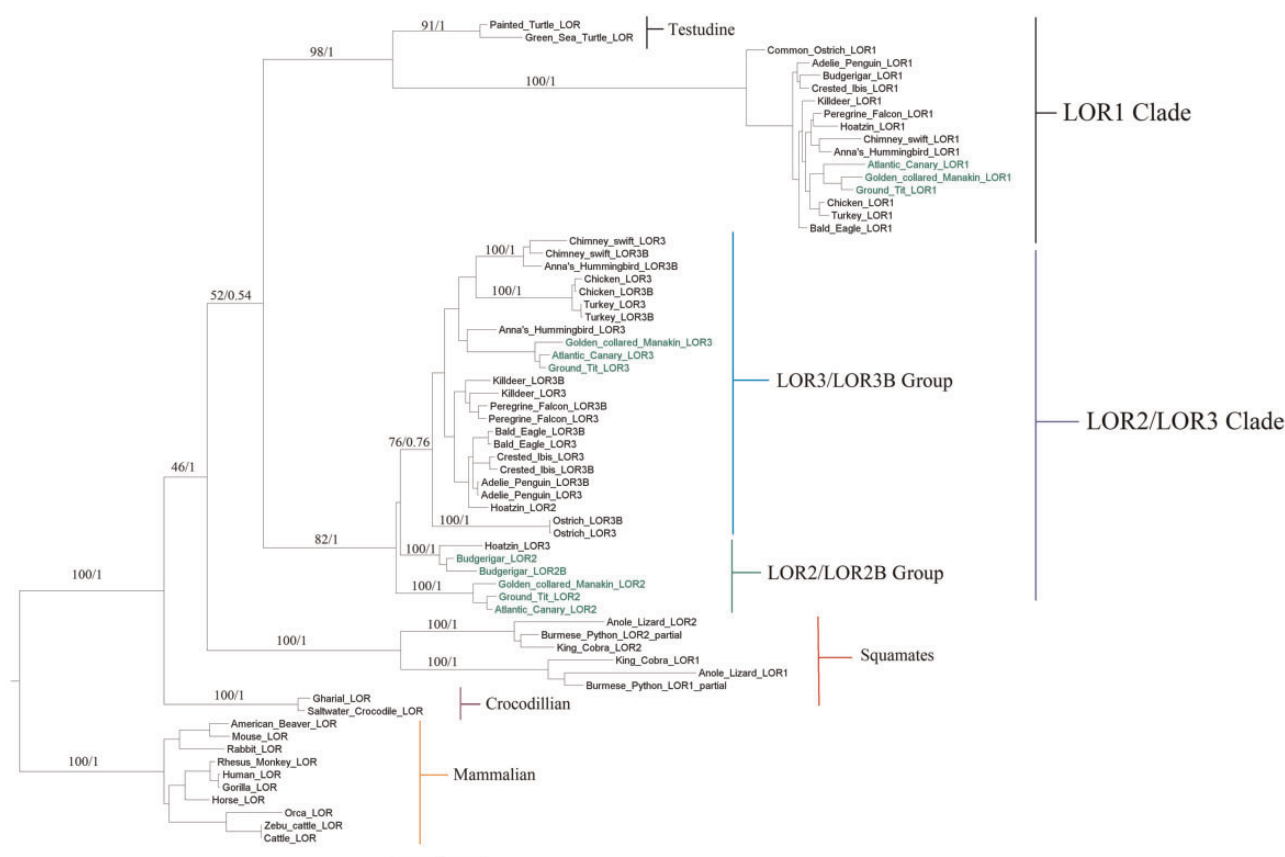 91/1
Painted_Turtle_LOR
Green_Sea_Turtle_LOR
Testudine
98/1
100/1
Common_Ostrich_LOR1
Adelie_Penguin_LOR1
Budgerigar_LOR1
Crested_Ibis_LOR1
Killdeer_LOR1
Peregrine_Falcon_LOR1
Hoatzin_LOR1
Chimney_swift_LOR1
Anna's_Hummingbird_LOR1
Atlantic_Canary_LOR1
Golden_collared_Manakin_LOR1
Ground_Tit_LOR1
Chicken_LOR1
Turkey_LOR1
Bald_Eagle_LOR1
LOR1 Clade
52/0.54
100/1
Chimney_swift_LOR3
Chimney_swift_LOR3B
Anna's_Hummingbird_LOR3B
100/1
Chicken_LOR3
Chicken_LOR3B
Turkey_LOR3
Turkey_LOR3B
Anna's_Hummingbird_LOR3
Golden_collared_Manakin_LOR3
Atlantic_Canary_LOR3
Ground_Tit_LOR3
Killdeer_LOR3B
Killdeer_LOR3
Peregrine_Falcon_LOR3B
Peregrine_Falcon_LOR3
76/0.76
Bald_Eagle_LOR3B
Bald_Eagle_LOR3
Crested_Ibis_LOR3
Crested_Ibis_LOR3B
Adelie_Penguin_LOR3B
Adelie_Penguin_LOR3
Hoatzin_LOR2
100/1
Ostrich_LOR3B
Ostrich_LOR3
LOR3/LOR3B Group
LOR2/LOR3 Clade
46/1
82/1
100/1
Hoatzin_LOR3
Budgerigar_LOR2
Budgerigar_LOR2B
100/1
Golden_collared_Manakin_LOR2
Ground_Tit_LOR2
Atlantic_Canary_LOR2
LOR2/LOR2B Group
100/1
100/1
100/1
Anole_Lizard_LOR2
Burmese_Python_LOR2_partial
King_Cobra_LOR2
100/1
King_Cobra_LOR1
Anole_Lizard_LOR1
Burmese_Python_LOR1_partial
Squamates
100/1
Gharial_LOR
Saltwater_Crocodile_LOR
Crocodillian
100/1
American_Beaver_LOR
Mouse_LOR
Rabbit_LOR
Rhesus_Monkey_LOR
Human_LOR
Gorilla_LOR
Horse_LOR
Orca_LOR
Zebu_cattle_LOR
Cattle_LOR
Mammalian